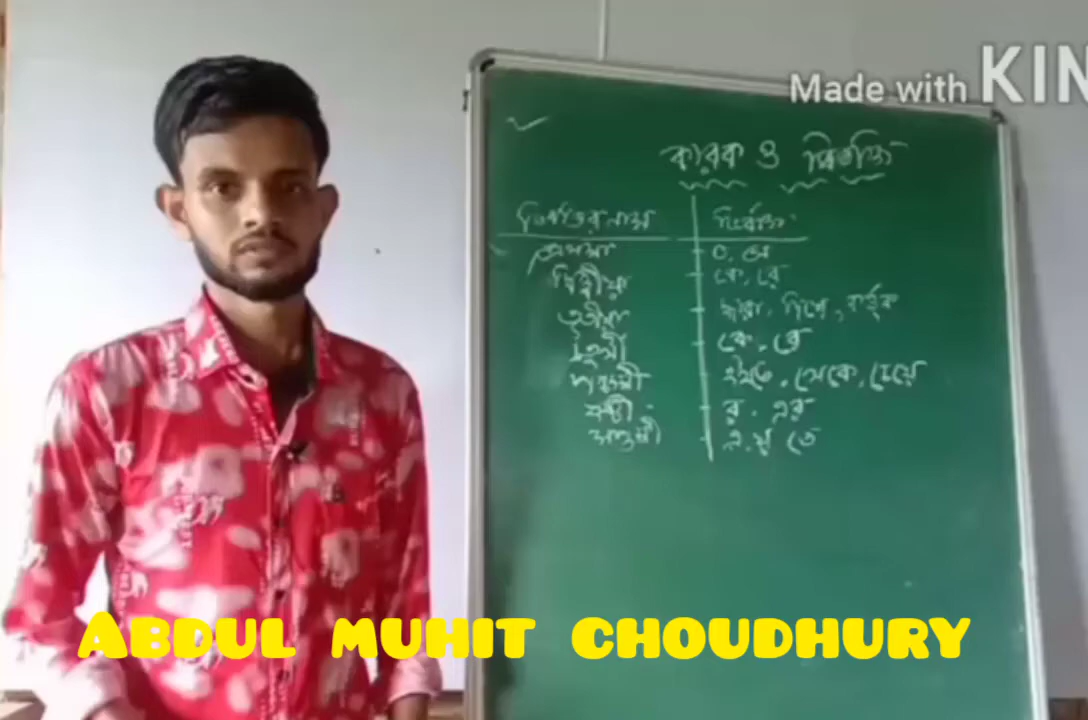 Made with KIN
কারক ও বিভক্তি
বিভক্তির নাম বিভক্তি
প্রথমা ০, অ
দ্বিতীয়া কে, রে
তৃতীয়া দ্বারা, দিয়ে, কর্তৃক
কে, রে
পঞ্চমী হইতে, থেকে, চেয়ে
ষষ্ঠী র, এর
সপ্তমী এ, য়, তে
ABDUL MUHIT CHOUDHURY